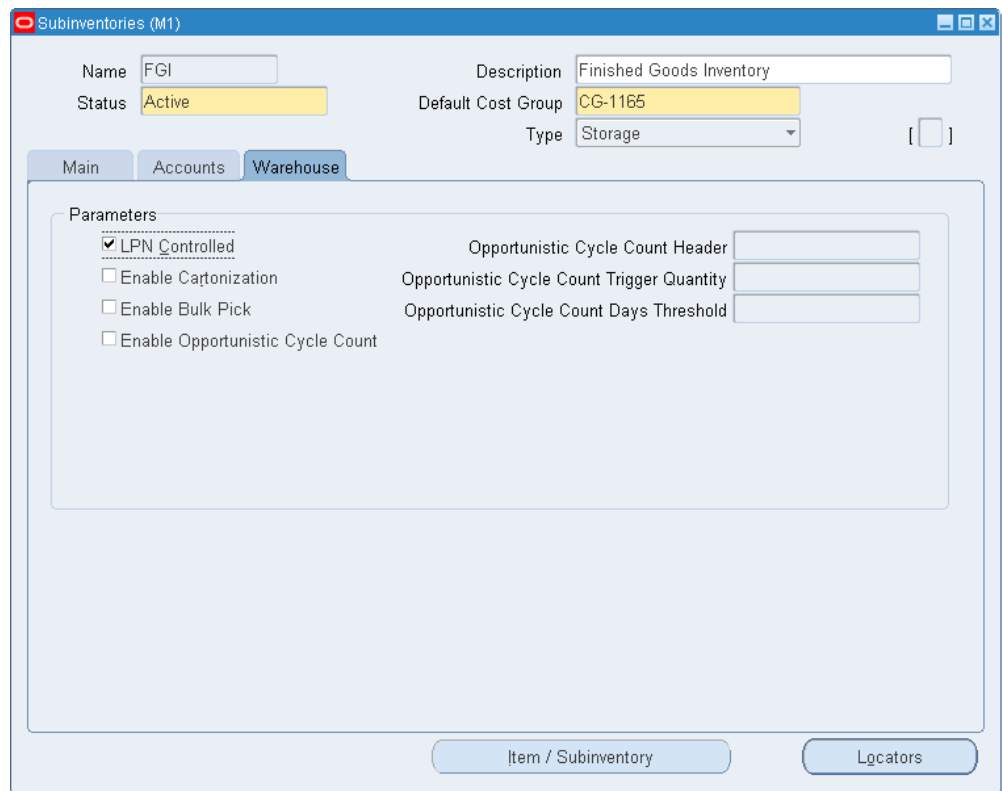 Subinventories (M1)
Name FGI Description Finished Goods Inventory
Status Active Default Cost Group CG-1165
Type Storage [ ]
Main Accounts Warehouse
Parameters
LPN Controlled Opportunistic Cycle Count Header
Enable Cartonization Opportunistic Cycle Count Trigger Quantity
Enable Bulk Pick Opportunistic Cycle Count Days Threshold
Enable Opportunistic Cycle Count
Item / Subinventory Locators